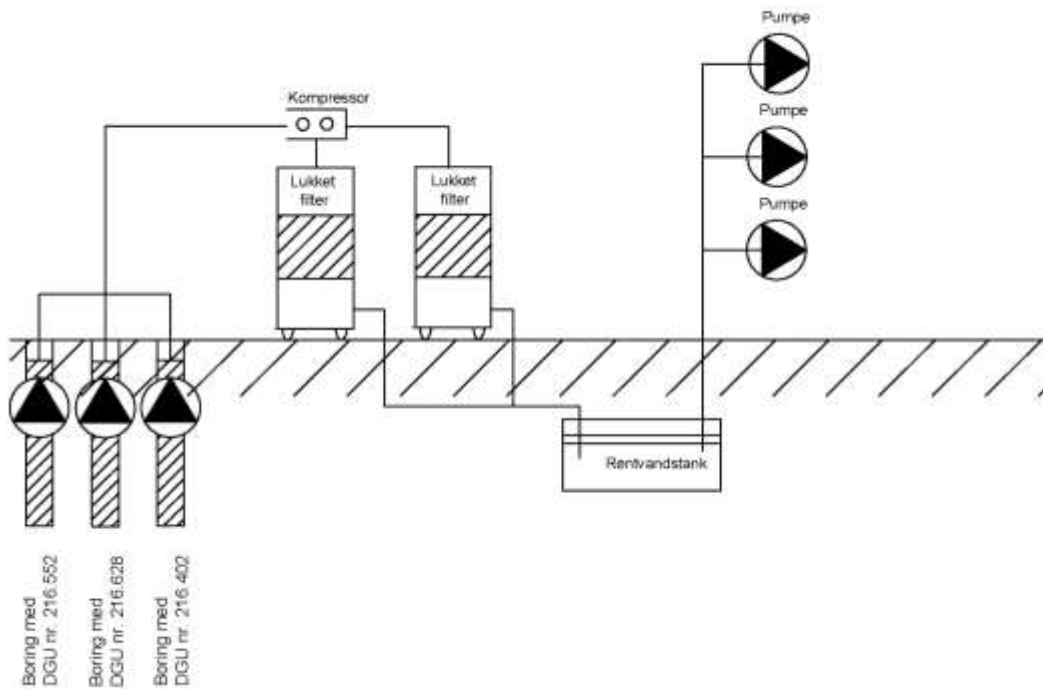 Pumpe
Pumpe
Pumpe
Kompressor
Lukket
filter
Lukket
filter
Rentvandstank
Boring med
DGU nr. 216.552
Boring med
DGU nr. 216.628
Boring med
DGU nr. 216.402